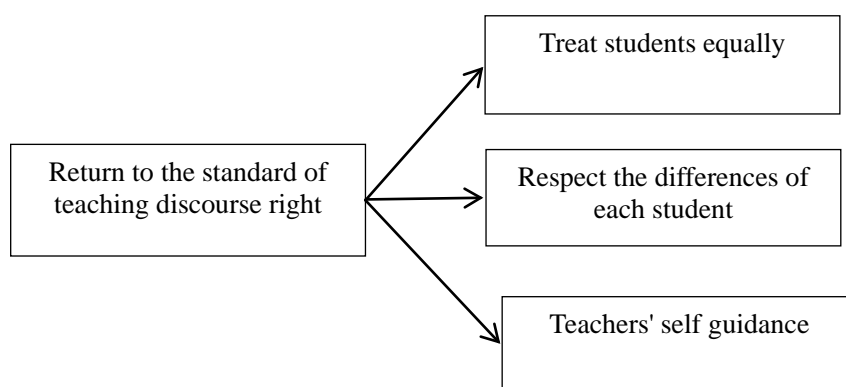 Treat students equally
Return to the standard of
teaching discourse right
Respect the differences of
each student
Teachers' self guidance